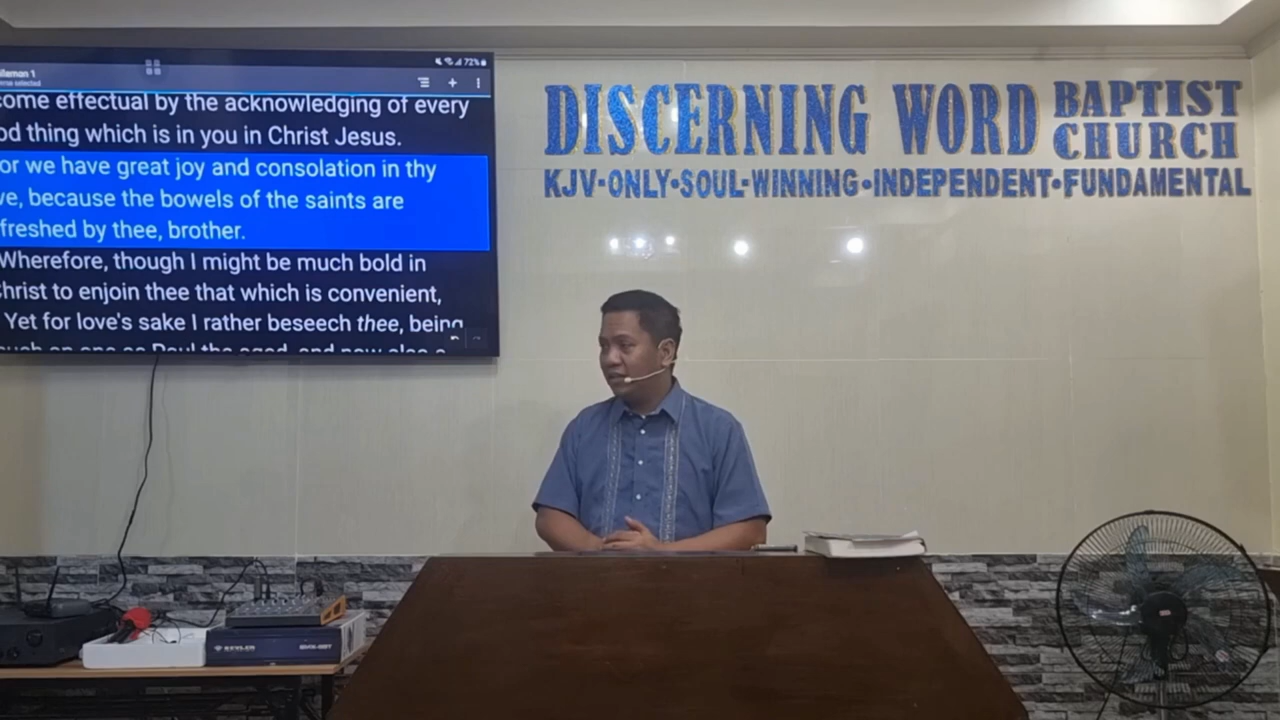 72%
come effectual by the acknowledging of every
od thing which is in you in Christ Jesus.
or we have great joy and consolation in thy
ve, because the bowels of the saints are
freshed by thee, brother.
Wherefore, though I might be much bold in
Christ to enjoin thee that which is convenient,
Yet for love's sake I rather beseech thee, being
DISCERNING WORD BAPTIST CHURCH
KJV-ONLY•SOUL-WINNING•INDEPENDENT•FUNDAMENTAL
KEVLER